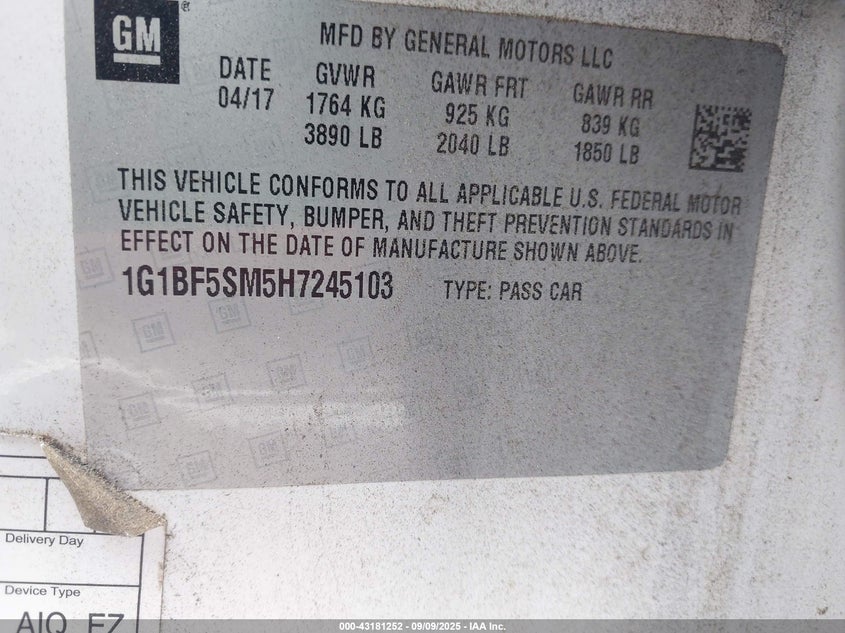 GM
®
MFD BY GENERAL MOTORS LLC
DATE GVWR GAWR FRT GAWR RR
04/17 1764 KG 925 KG 839 KG
3890 LB 2040 LB 1850 LB
THIS VEHICLE CONFORMS TO ALL APPLICABLE U.S. FEDERAL MOTOR
VEHICLE SAFETY, BUMPER, AND THEFT PREVENTION STANDARDS IN
EFFECT ON THE DATE OF MANUFACTURE SHOWN ABOVE.
1G1BF5SM5H7245103 TYPE: PASS CAR
Delivery Day
Device Type
AIQ EZ
000-43181252 - 09/09/2025 - IAA Inc.